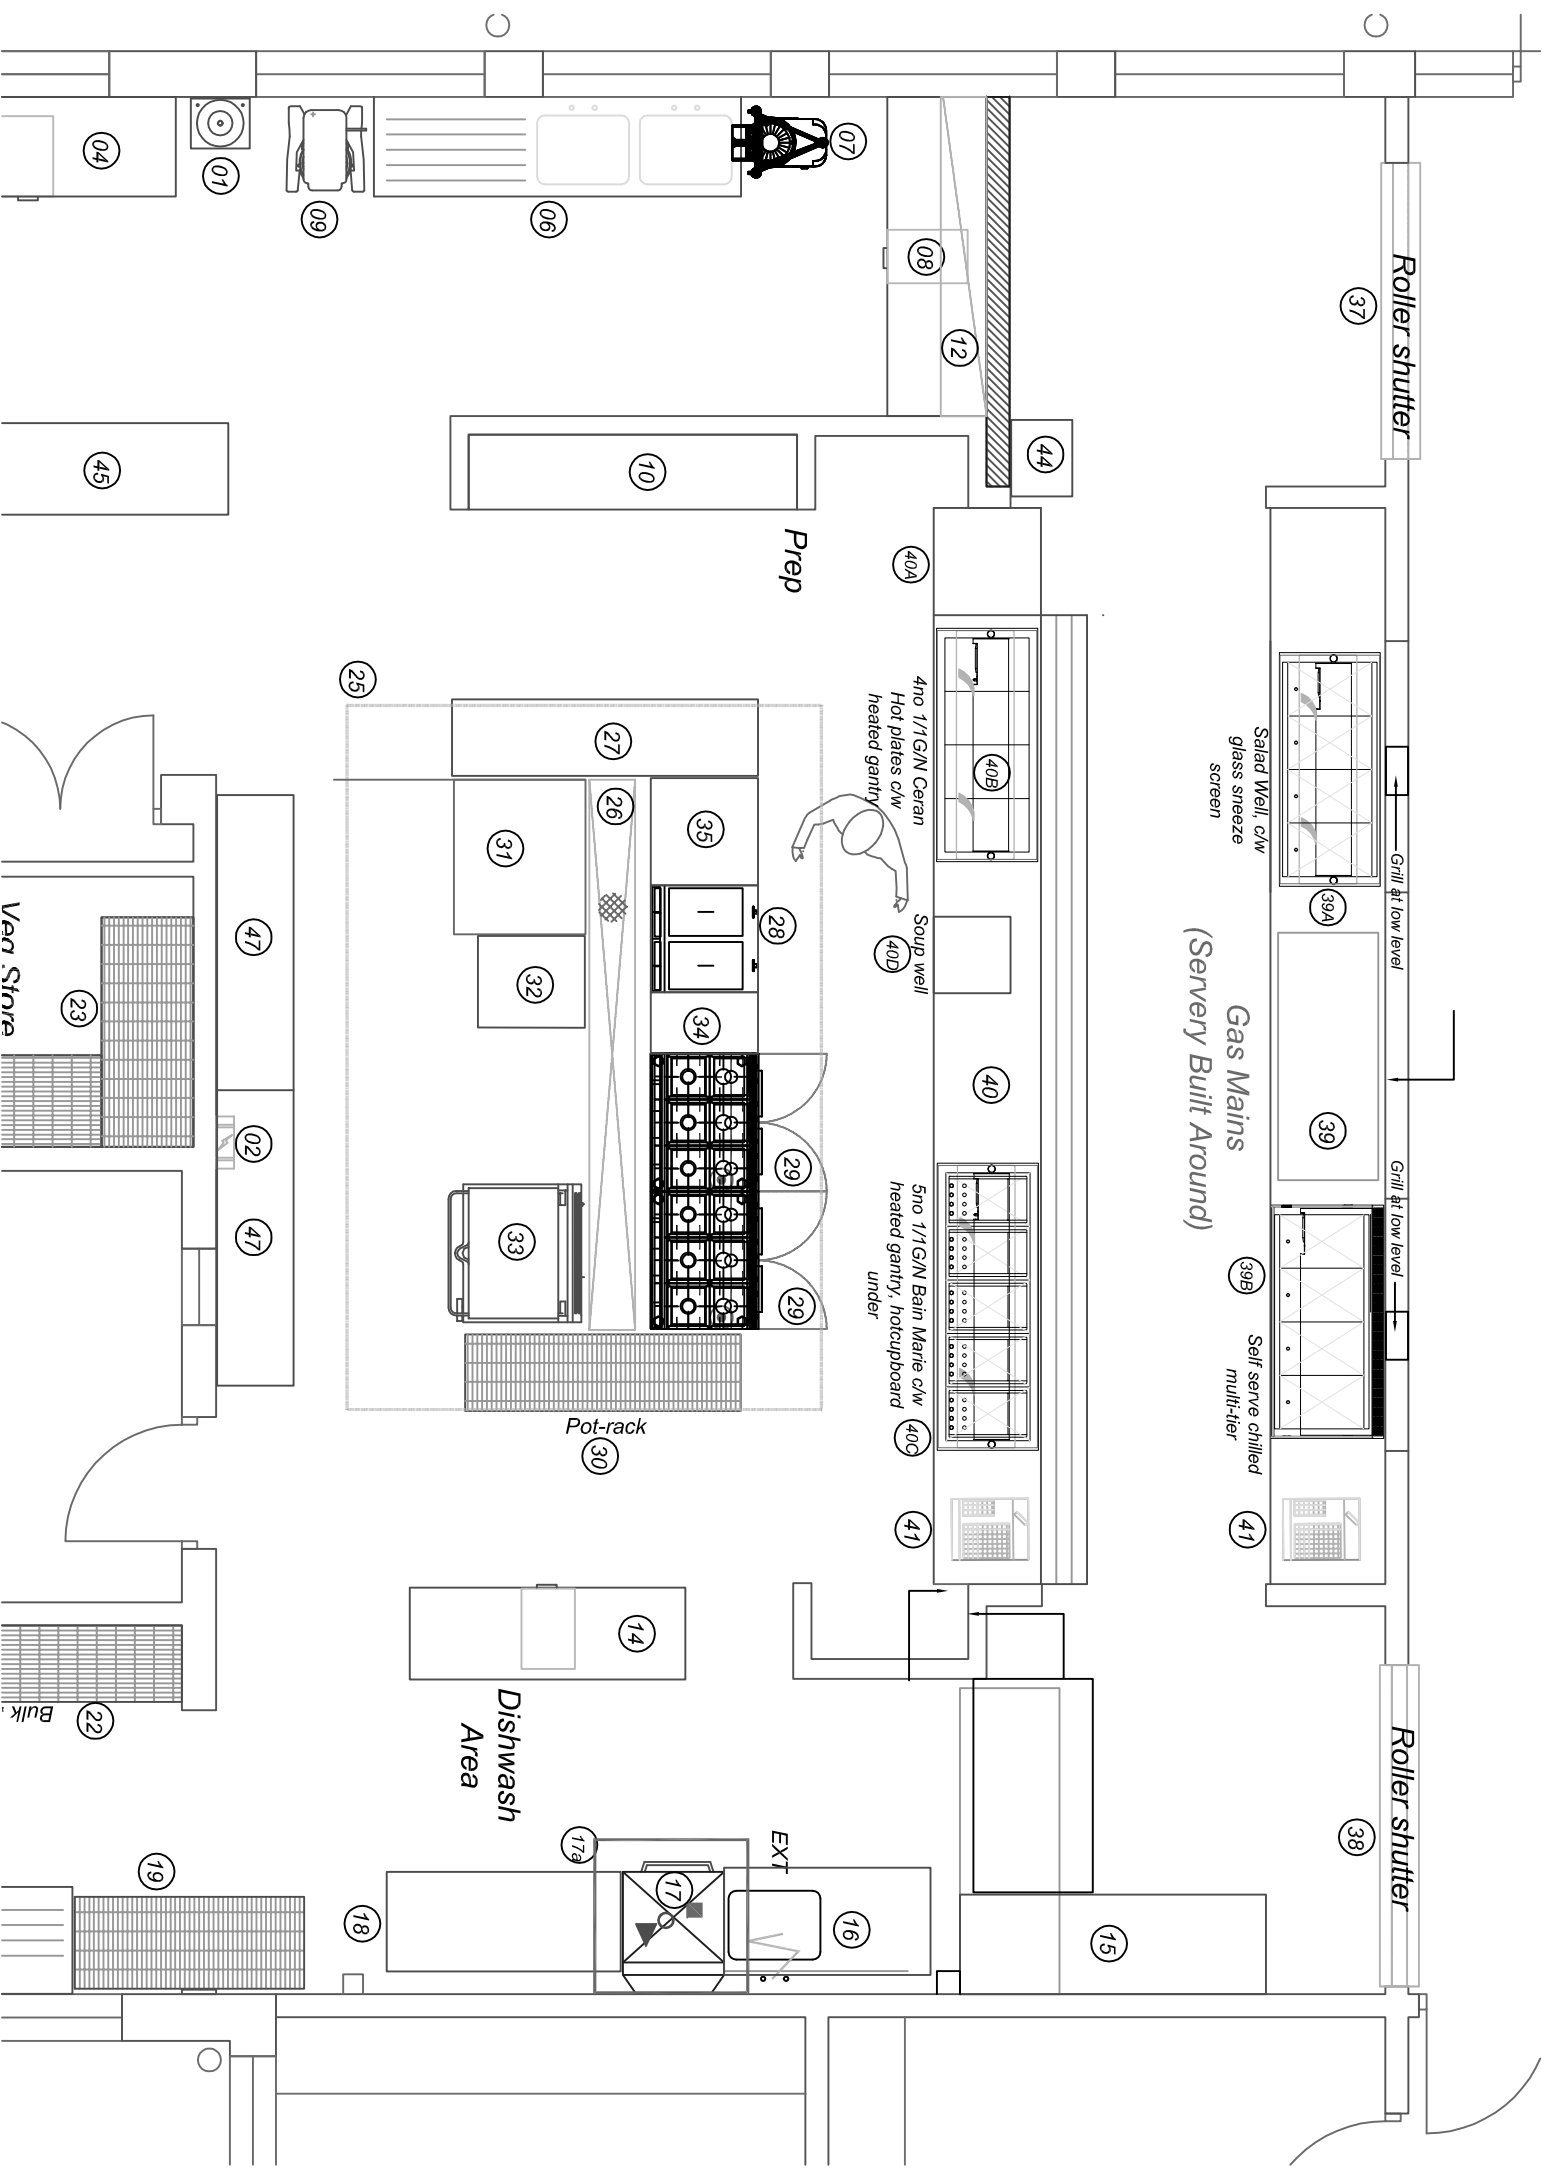 Roller shutter
37
44
07
12
08
06
09
01
04
10
45
Prep
40A
4no 1/1G/N Ceran
Hot plates c/w
heated gantry
40B
Salad Well, c/w
glass sneeze
screen
39A
Grill at low level
Gas Mains
(Servery Built Around)
39
Grill at low level
39B
Self serve chilled
multi-tier
41
Soup well
40D
40
5no 1/1G/N Bain Marie c/w
heated gantry, hotcupboard
under
40C
41
25
27
26
35
31
28
32
34
29
29
33
Pot-rack
30
47
02
47
23
Veg Store
22
Bulk
14
Dishwash
Area
EXT
17a
17
16
18
19
15
Roller shutter
38